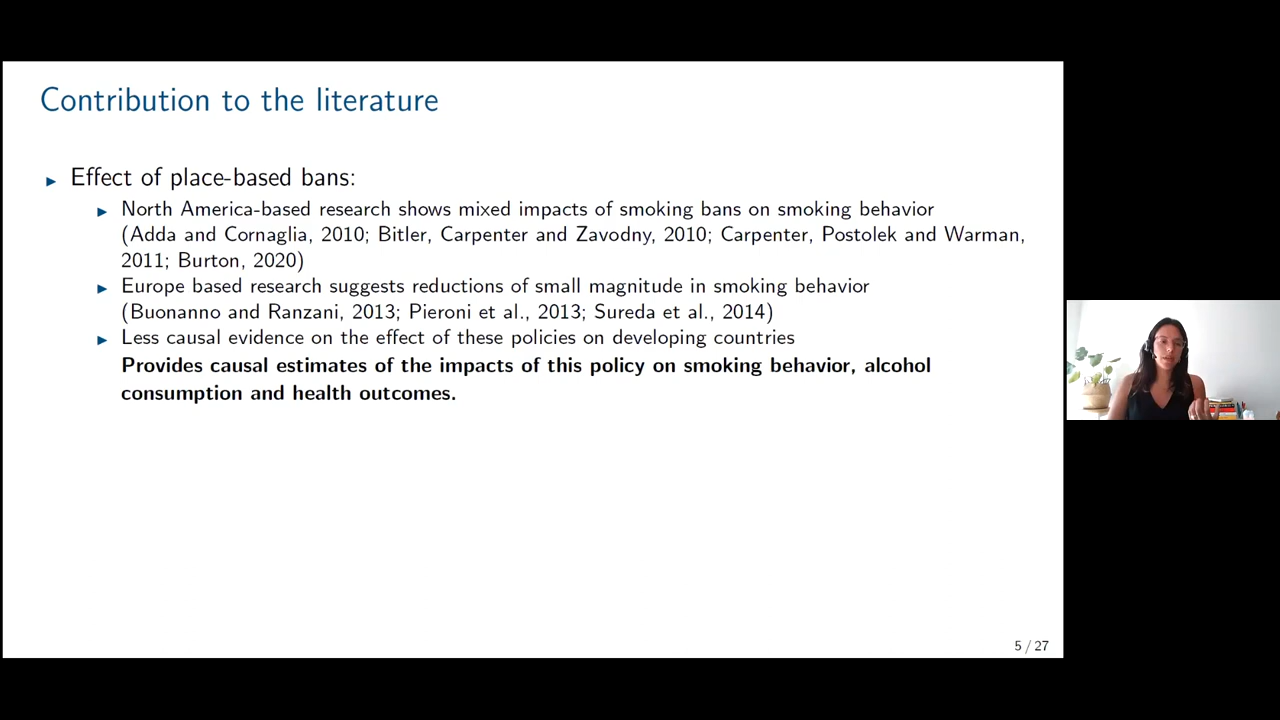 Contribution to the literature
Effect of place-based bans:
North America-based research shows mixed impacts of smoking bans on smoking behavior
(Adda and Cornaglia, 2010; Bitler, Carpenter and Zavodny, 2010; Carpenter, Postolek and Warman,
2011; Burton, 2020)
Europe based research suggests reductions of small magnitude in smoking behavior
(Buonanno and Ranzani, 2013; Pieroni et al., 2013; Sureda et al., 2014)
Less causal evidence on the effect of these policies on developing countries
Provides causal estimates of the impacts of this policy on smoking behavior, alcohol
consumption and health outcomes.
5 / 27